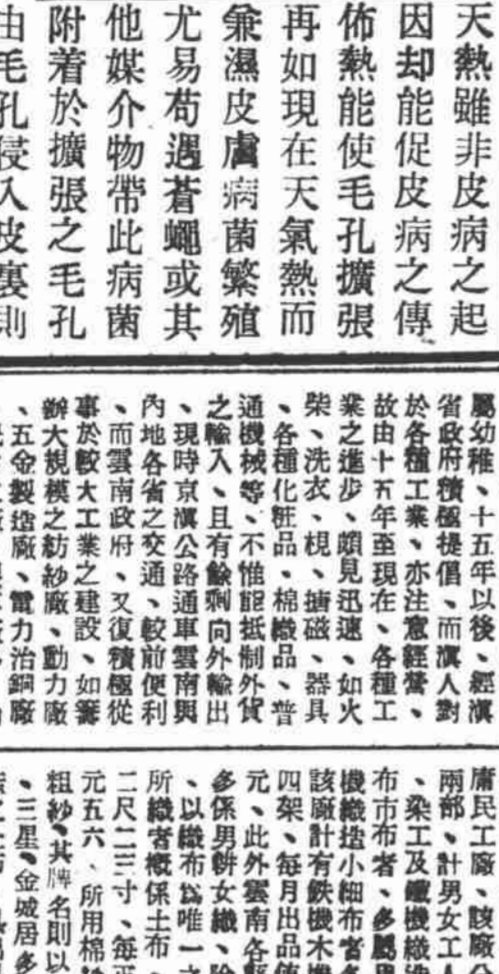 天熱雖非皮病之起
因却能促皮病之傳
佈熱能使毛孔擴張
再如現在天氣熱而
兼濕皮膚病菌繁殖
尤易苟遇蒼蠅或其
他媒介物帶此病菌
附着於擴張之毛孔
由毛孔侵入皮裏則
屬幼稚、十五年以後、經滇
省政府積極提倡、而滇人對
於各種工業、亦注意經營、
故由十五年至現在、各種工
業之進步、頗見迅速、如火
柴、洗衣、梘、搪磁、器具
、各種化粧品、棉織品、普
通機械等、不惟能抵制外貨
之輸入、且有餘剩向外輸出
、現時京滇公路通車雲南與
內地各省之交通、較前便利
、而雲南政府、又復積極從
事於較大工業之建設、如籌
辦大規模之紡紗廠、動力廠
、五金製造廠、電力冶銅廠
庸民工廠、該廠
兩部、計男女工
、染工及鐵機織
布市布者、多屬
機織造小細布者
該廠計有鉄機木
四架、每月出品
元、此外雲南各
多係男耕女織、
、以織布爲唯一之
所織者概係土布
二尺二三寸、每
元五六、所用棉
粗紗、其牌名則以
、三星、金城居多